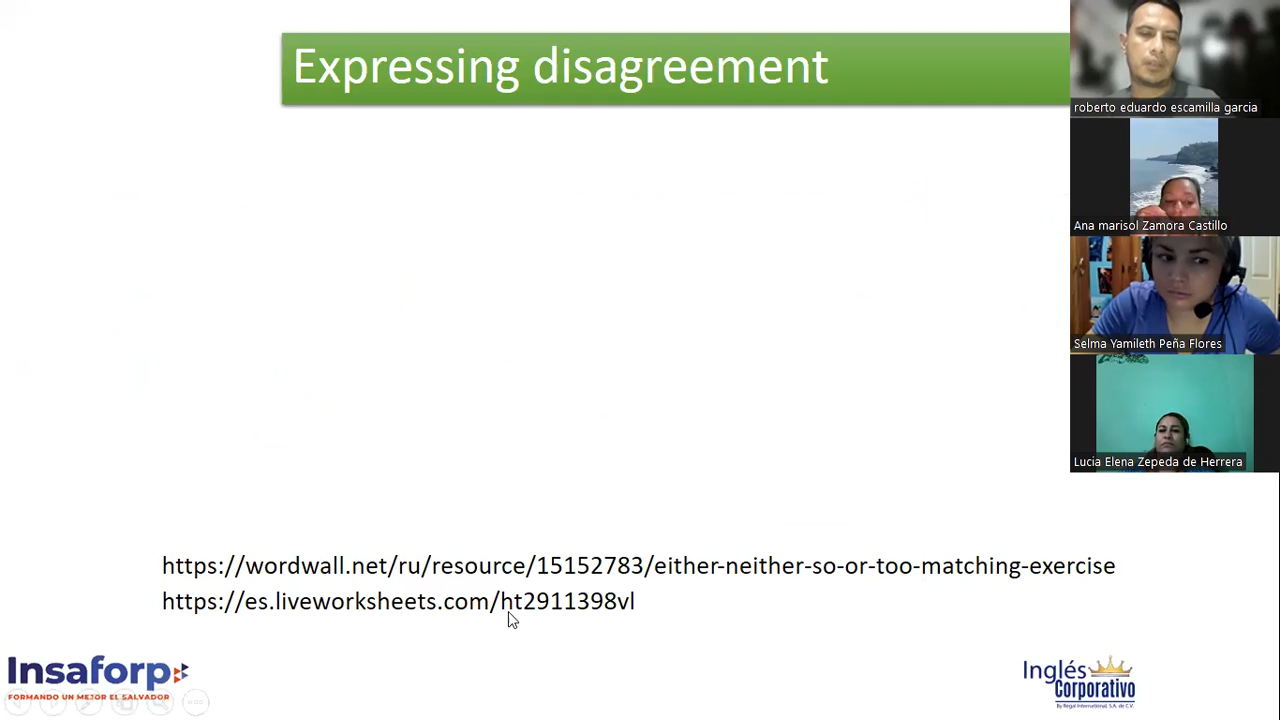 Expressing disagreement
roberto eduardo escamilla garcia
Ana marisol Zamora Castillo
Selma Yamileth Peña Flores
Lucia Elena Zepeda de Herrera
https://wordwall.net/ru/resource/15152783/either-neither-so-or-too-matching-exercise
https://es.liveworksheets.com/ht2911398vl
Insaforp
FORMANDO UN MEJOR EL SALVADOR
Inglés
Corporativo
By Regal International, S.A. de C.V.